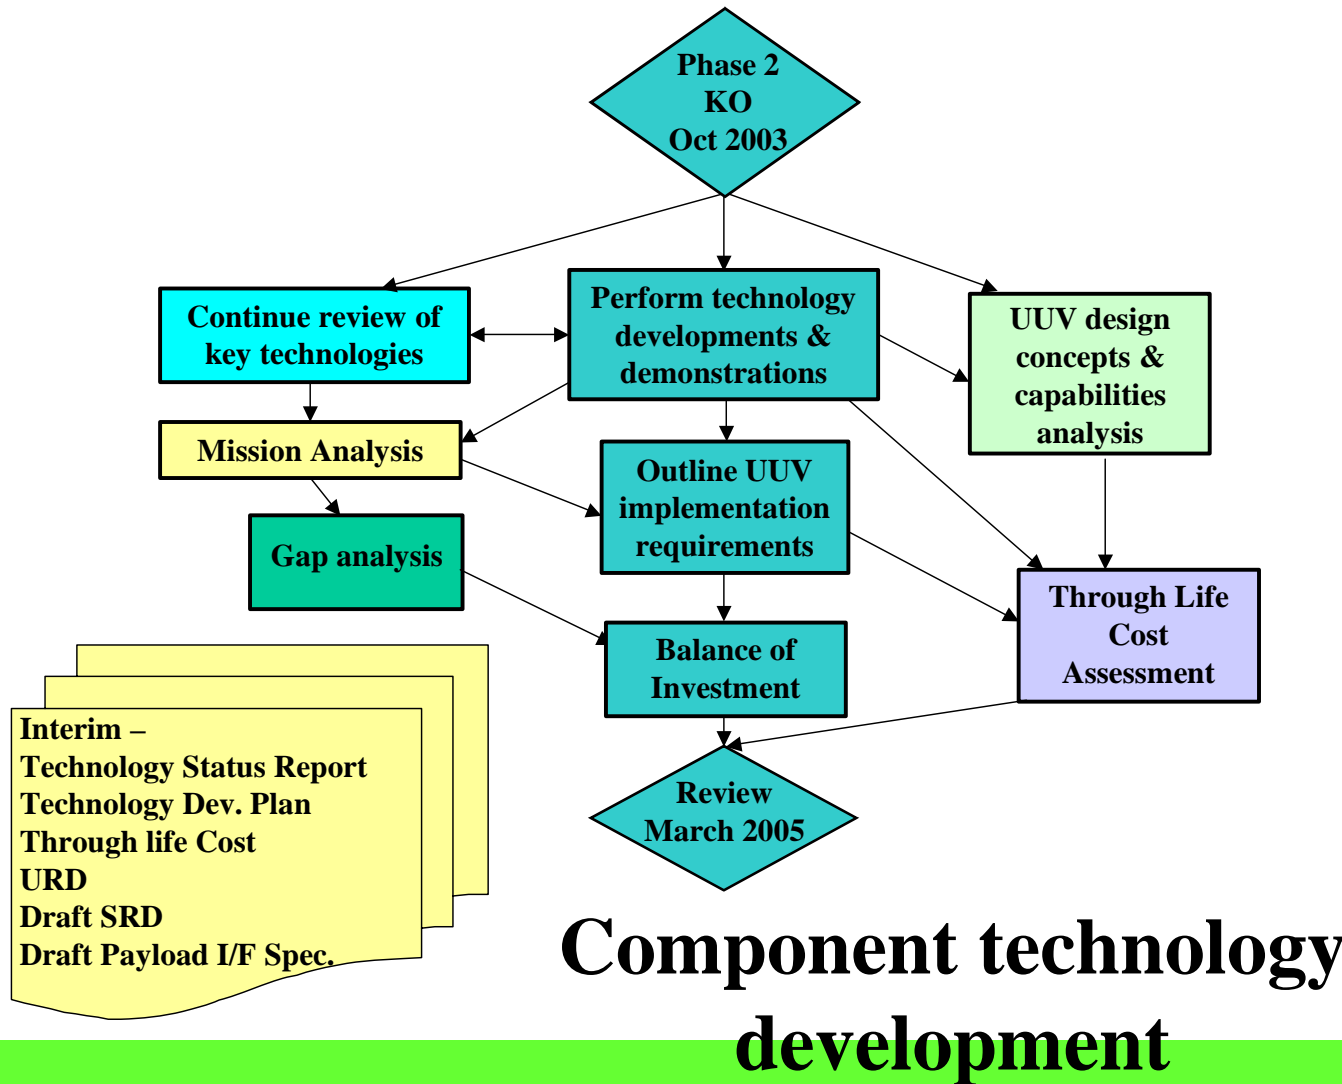 Phase 2
KO
Oct 2003
Continue review of
key technologies
Perform technology
developments &
demonstrations
UUV design
concepts &
capabilities
analysis
Mission Analysis
Outline UUV
implementation
requirements
Gap analysis
Through Life
Cost
Assessment
Balance of
Investment
Interim –
Technology Status Report
Technology Dev. Plan
Through life Cost
URD
Draft SRD
Draft Payload I/F Spec.
Review
March 2005
Component technology
development